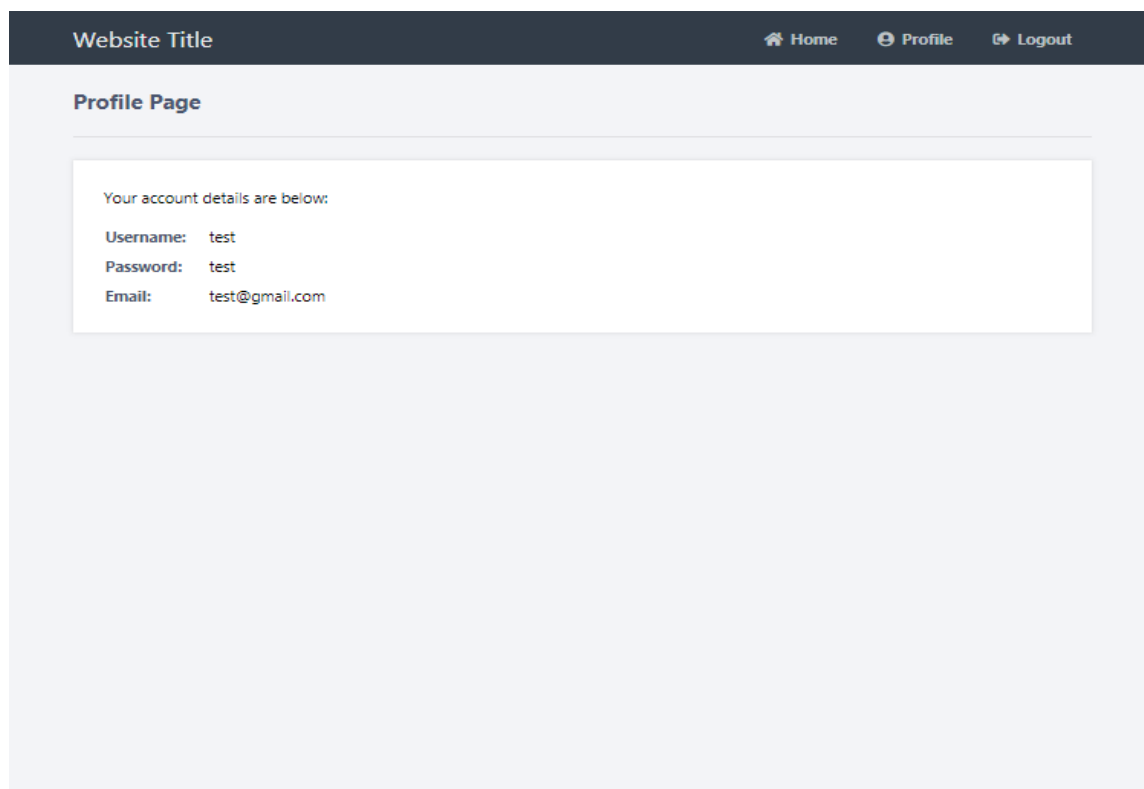 Website Title
Home Profile Logout
Profile Page
Your account details are below:
Username: test
Password: test
Email: test@gmail.com